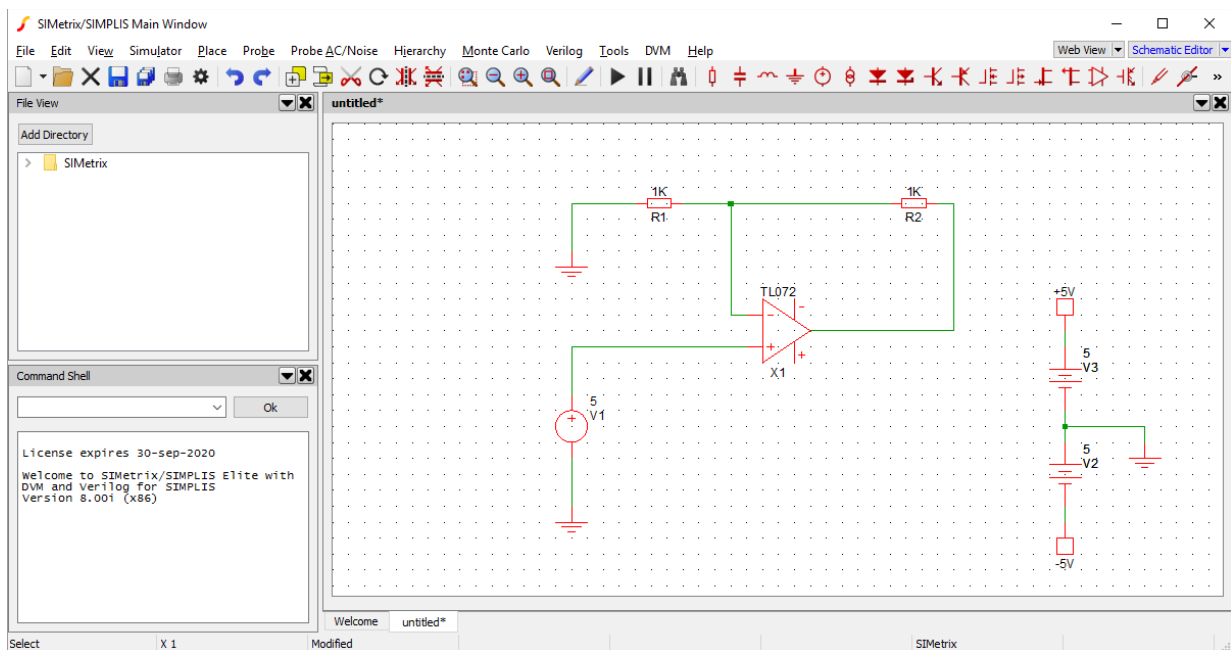 SIMetrix/SIMPLIS Main Window
File Edit View Simulator Place Probe Probe AC/Noise Hierarchy Monte Carlo Verilog Tools DVM Help
Web View Schematic Editor
File View
untitled*
Add Directory
SIMetrix
1K
R1
1K
R2
TL072
-
-
+
+
X1
+5V
5
V3
5
V2
-5V
5
+
V1
Command Shell
Ok
License expires 30-sep-2020
Welcome to SIMetrix/SIMPLIS Elite with
DVM and Verilog for SIMPLIS
Version 8.00i (x86)
Welcome untitled*
Select X 1 Modified SIMetrix